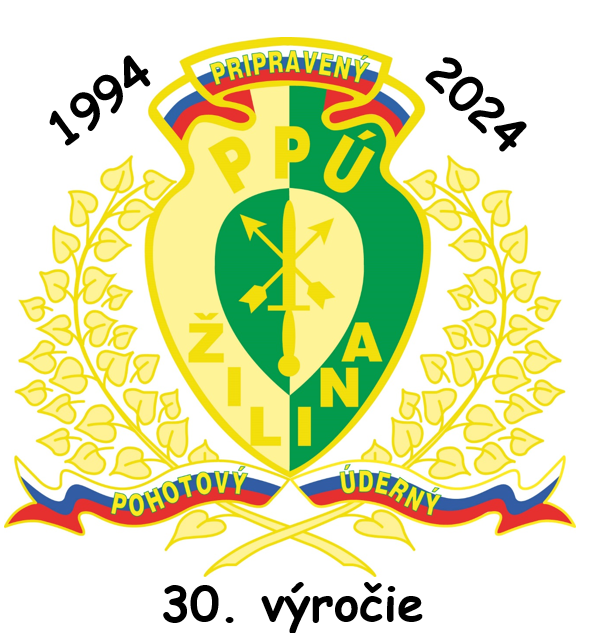 1994
PRIPRAVENÝ
2024
PPÚ
ŽILINA
POHOTOVÝ
ÚDERNÝ
30. výročie